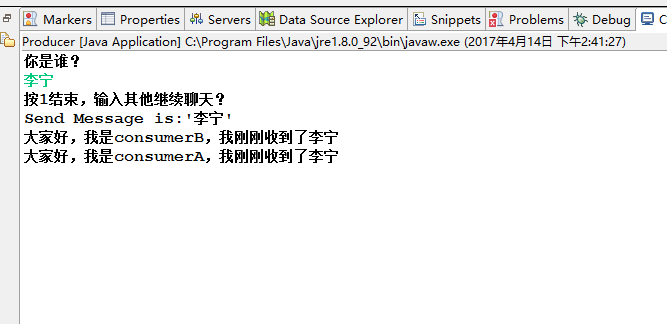 Markers Properties Servers Data Source Explorer Snippets Problems Debug C
Producer [Java Application] C:\Program Files\Java\jre1.8.0_92\bin\javaw.exe (2017年4月14日 下午2:41:27)
你是谁？
李宁
按1结束，输入其他继续聊天？
Send Message is:'李宁'
大家好，我是consumerB，我刚刚收到了李宁
大家好，我是consumerA，我刚刚收到了李宁